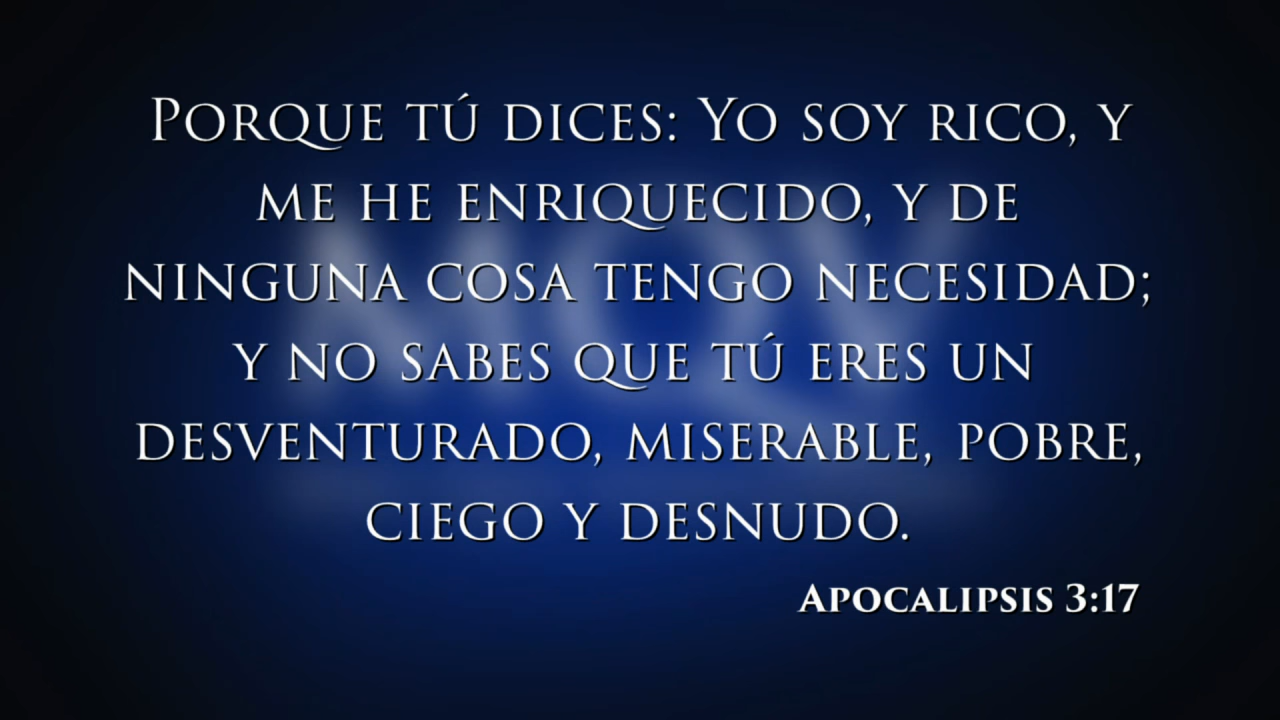 Porque tú dices: Yo soy rico, y
me he enriquecido, y de
ninguna cosa tengo necesidad;
y no sabes que tú eres un
desventurado, miserable, pobre,
ciego y desnudo.
Apocalipsis 3:17